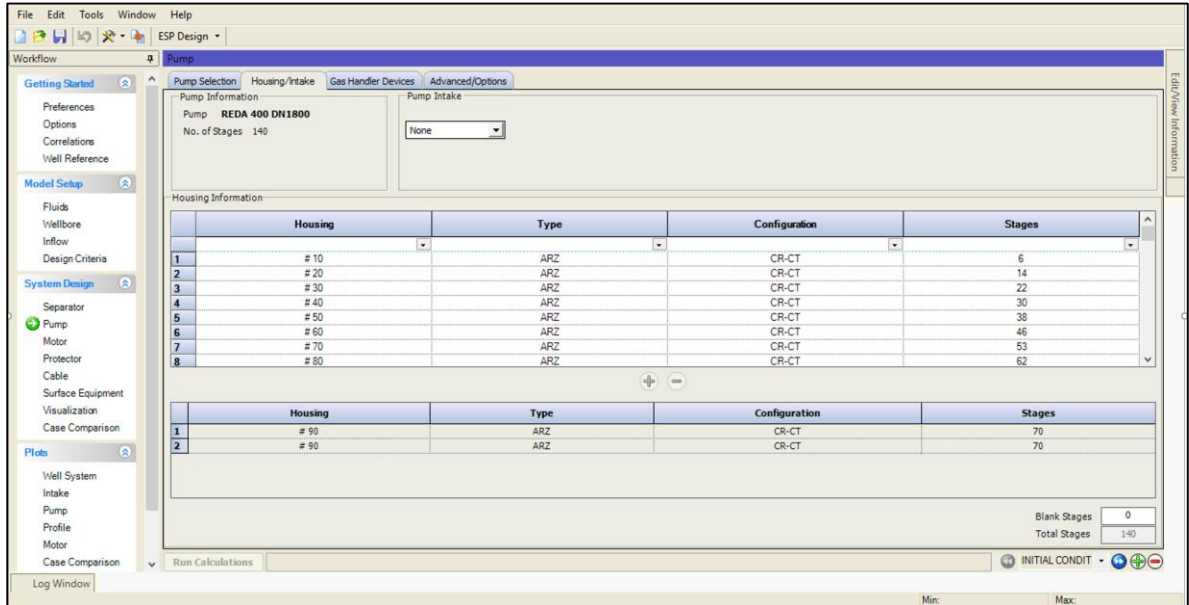 File Edit Tools Window Help
ESP Design
Workflow
Pump
Getting Started
Preferences
Options
Correlations
Well Reference
Model Setup
Fluids
Wellbore
Inflow
Design Criteria
System Design
Separator
Pump
Motor
Protector
Cable
Surface Equipment
Visualization
Case Comparison
Plots
Well System
Intake
Pump
Profile
Motor
Case Comparison
Pump Selection Housing/Intake Gas Handler Devices Advanced/Options
Pump Information
Pump REDA 400 DN1800
No. of Stages 140
Pump Intake
None
Housing Information
Housing Type Configuration Stages
1 # 10 ARZ CR-CT 6
2 # 20 ARZ CR-CT 14
3 # 30 ARZ CR-CT 22
4 # 40 ARZ CR-CT 30
5 # 50 ARZ CR-CT 38
6 # 60 ARZ CR-CT 46
7 # 70 ARZ CR-CT 53
8 # 80 ARZ CR-CT 62
Housing Type Configuration Stages
1 # 90 ARZ CR-CT 70
2 # 90 ARZ CR-CT 70
Blank Stages 0
Total Stages 140
Run Calculations
INITIAL CONDIT
Edit/View Information
Log Window
Min: Max: